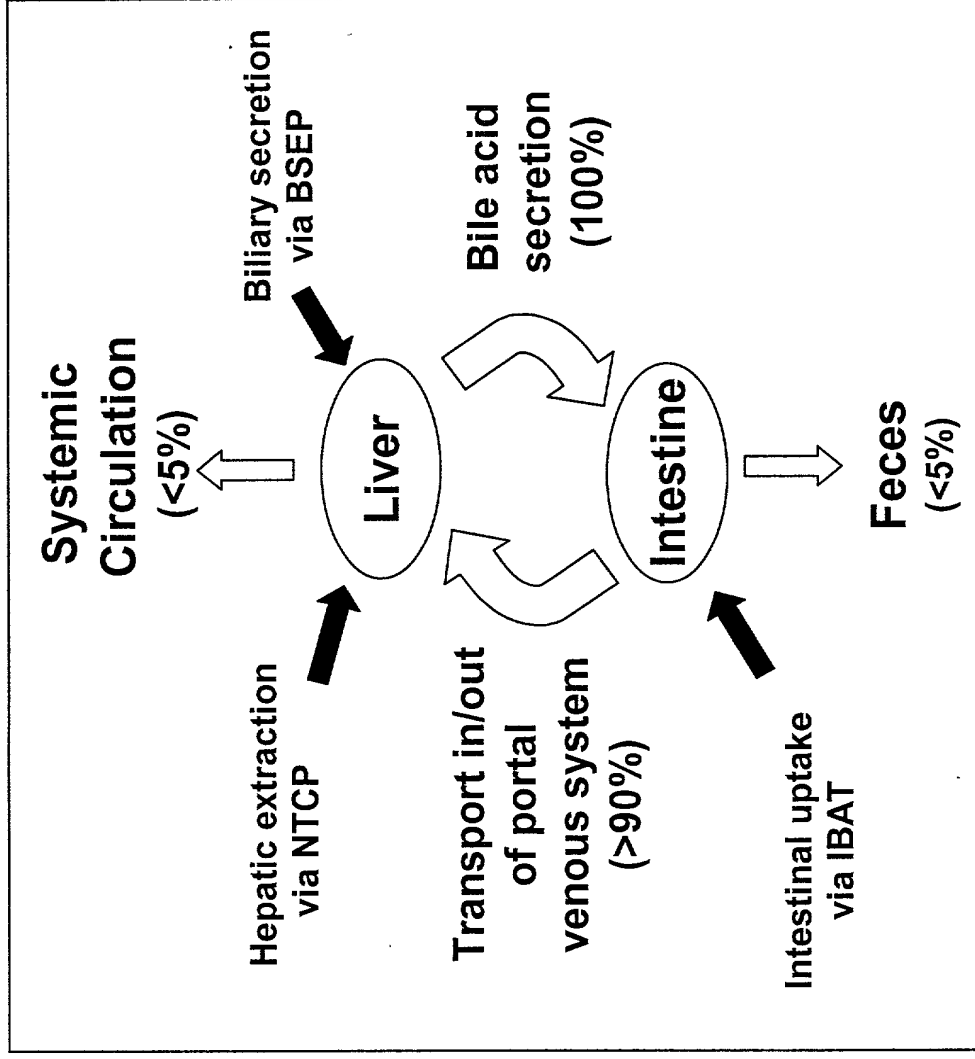 Systemic
Circulation
(<5%)
Hepatic extraction
via NTCP
Biliary secretion
via BSEP
Liver
Transport in/out
of portal
venous system
(>90%)
Bile acid
secretion
(100%)
Intestine
Intestinal uptake
via IBAT
Feces
(<5%)